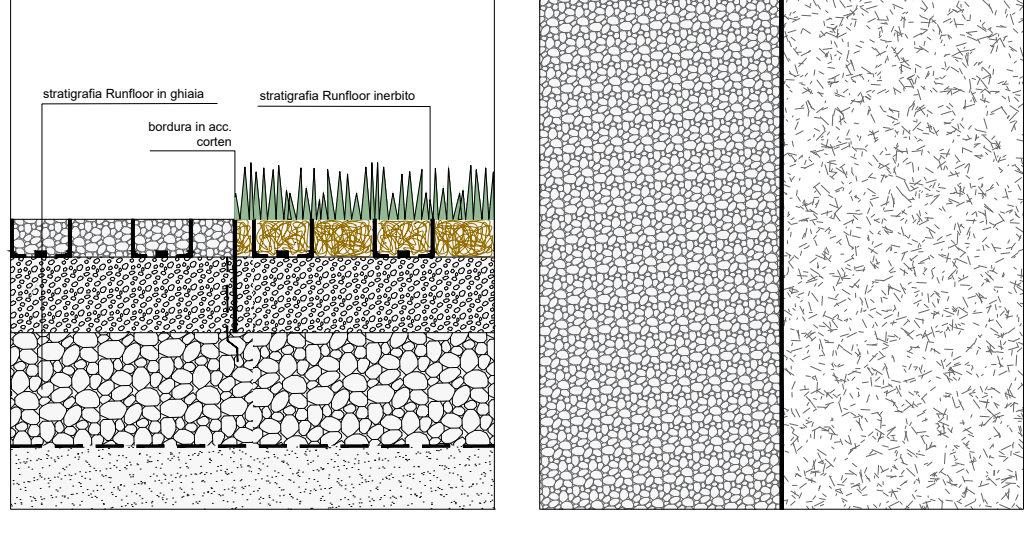 stratigrafia Runfloor in ghiaia
stratigrafia Runfloor inerbito
bordura in acc.
corten